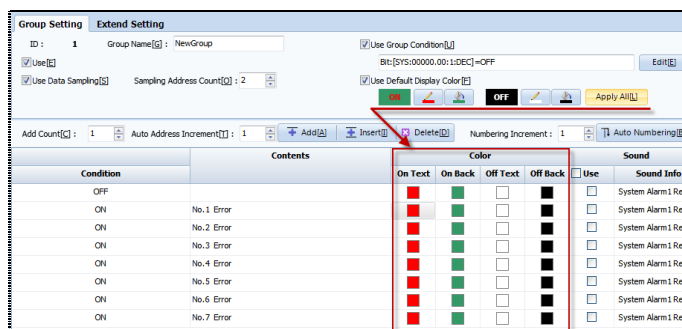 Group Setting Extend Setting
ID : 1 Group Name[G] : NewGroup Use Group Condition[U]
Use[E] Bit:[SYS:00000.00:1:DEC]=OFF Edit[E]
Use Data Sampling[S] Sampling Address Count[O] : 2 Use Default Display Color[F]
ON OFF Apply All[L]
Add Count[C] : 1 Auto Address Increment[T] : 1 Add[A] Insert[I] Delete[D] Numbering Increment : 1 Auto Numbering[B
Contents Color Sound
Condition On Text On Back Off Text Off Back Use Sound Info
OFF System Alarm1 Re
ON No.1 Error System Alarm1 Re
ON No.2 Error System Alarm1 Re
ON No.3 Error System Alarm1 Re
ON No.4 Error System Alarm1 Re
ON No.5 Error System Alarm1 Re
ON No.6 Error System Alarm1 Re
ON No.7 Error System Alarm1 Re